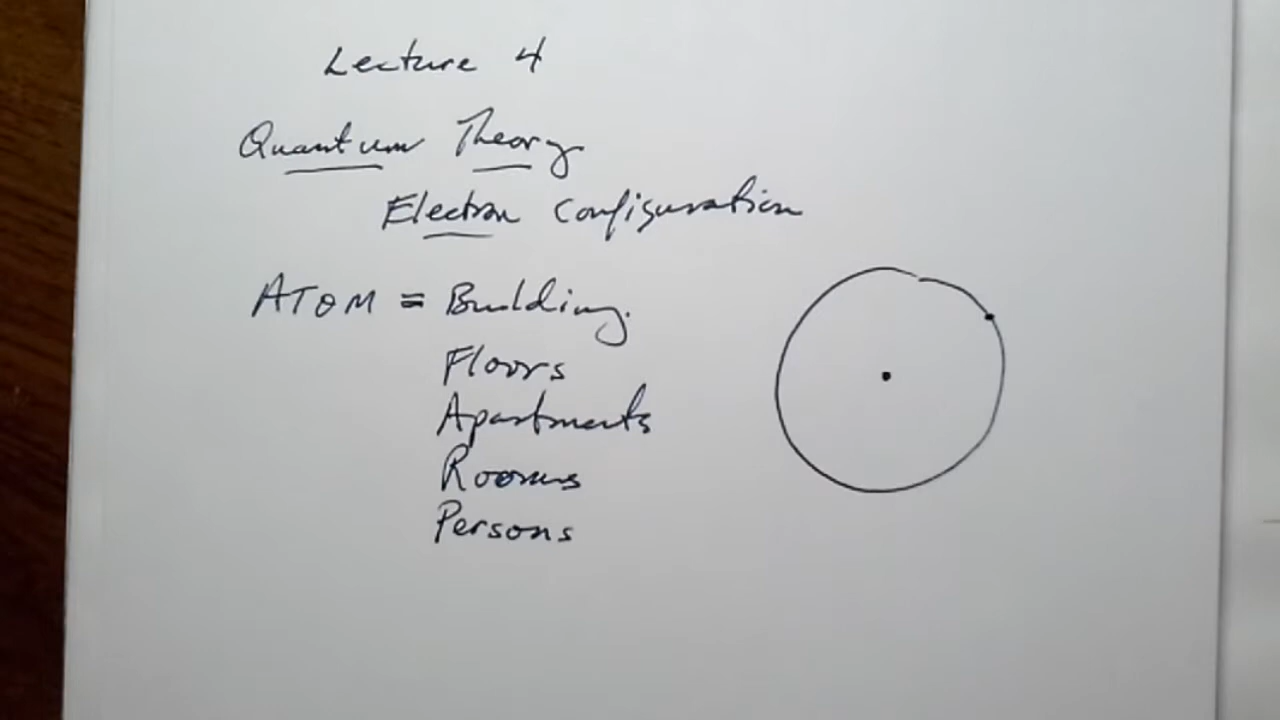 Lecture 4
Quantum Theory
Electron Configuration
ATOM = Building.
Floors
Apartments
Rooms
Persons